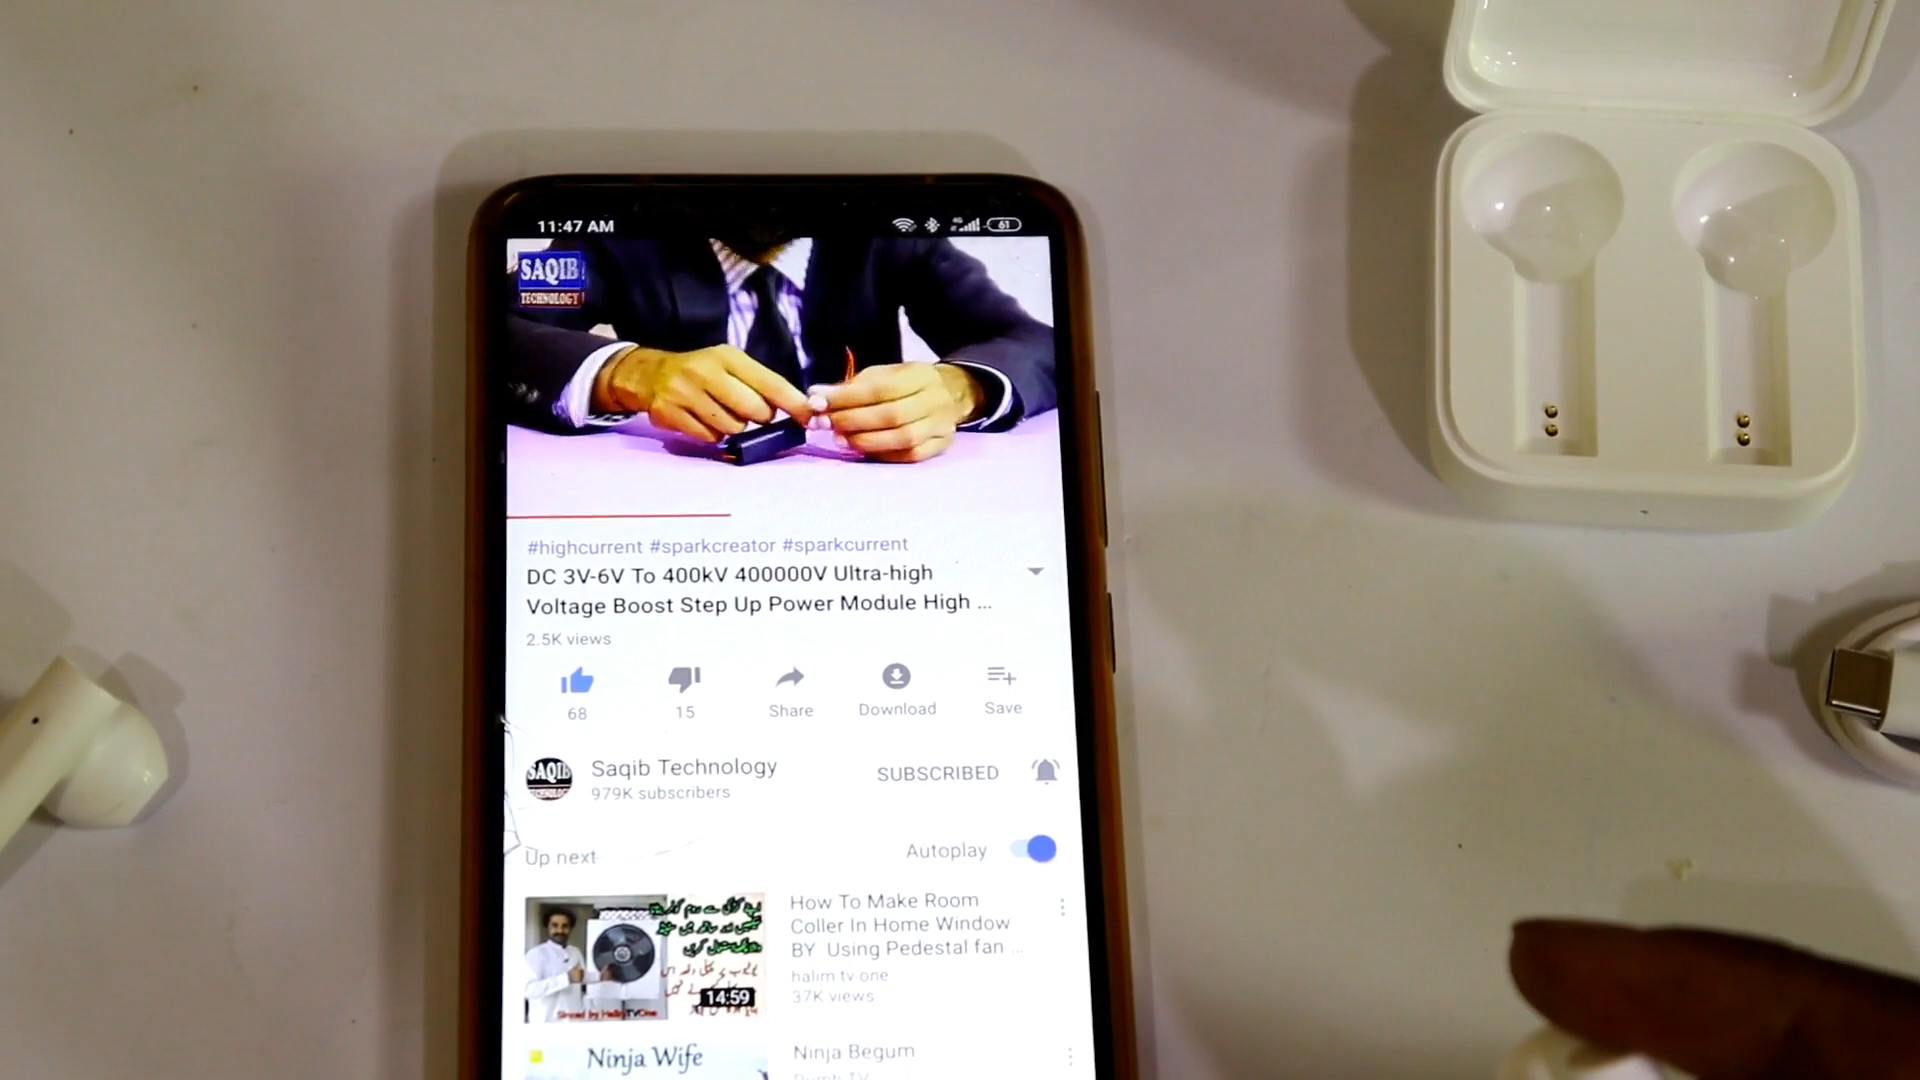 11:47 AM
4G
61
SAQIB
TECHNOLOGY
#highcurrent #sparkcreator #sparkcurrent
DC 3V-6V To 400kV 400000V Ultra-high
Voltage Boost Step Up Power Module High ...
2.5K views
68
15
Share
Download
Save
SAQIB
Saqib Technology
979K subscribers
SUBSCRIBED
Up next
Autoplay
14:59
How To Make Room
Coller In Home Window
BY Using Pedestal fan ...
halim tv one
37K views
Ninja Wife
Ninja Begum